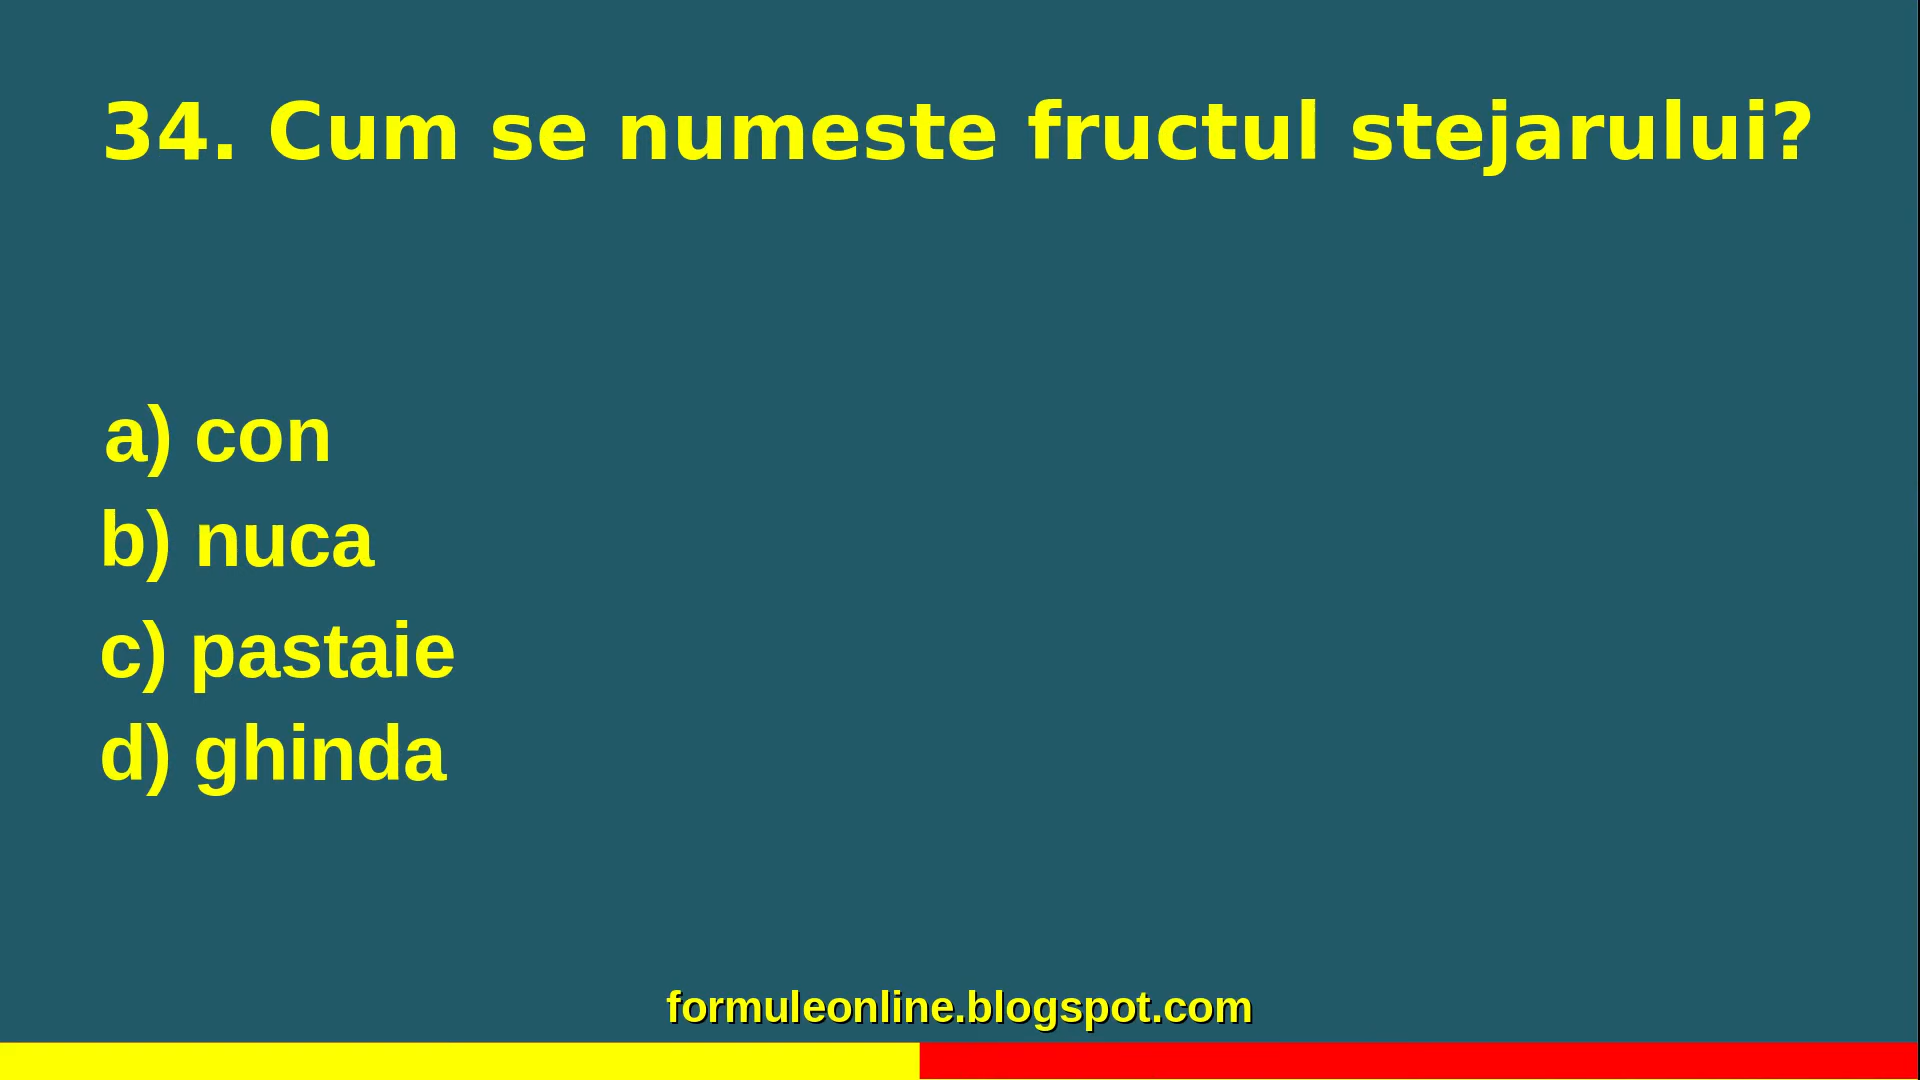 34. Cum se numeste fructul stejarului?
a) con
b) nuca
c) pastaie
d) ghinda
formuleonline.blogspot.com